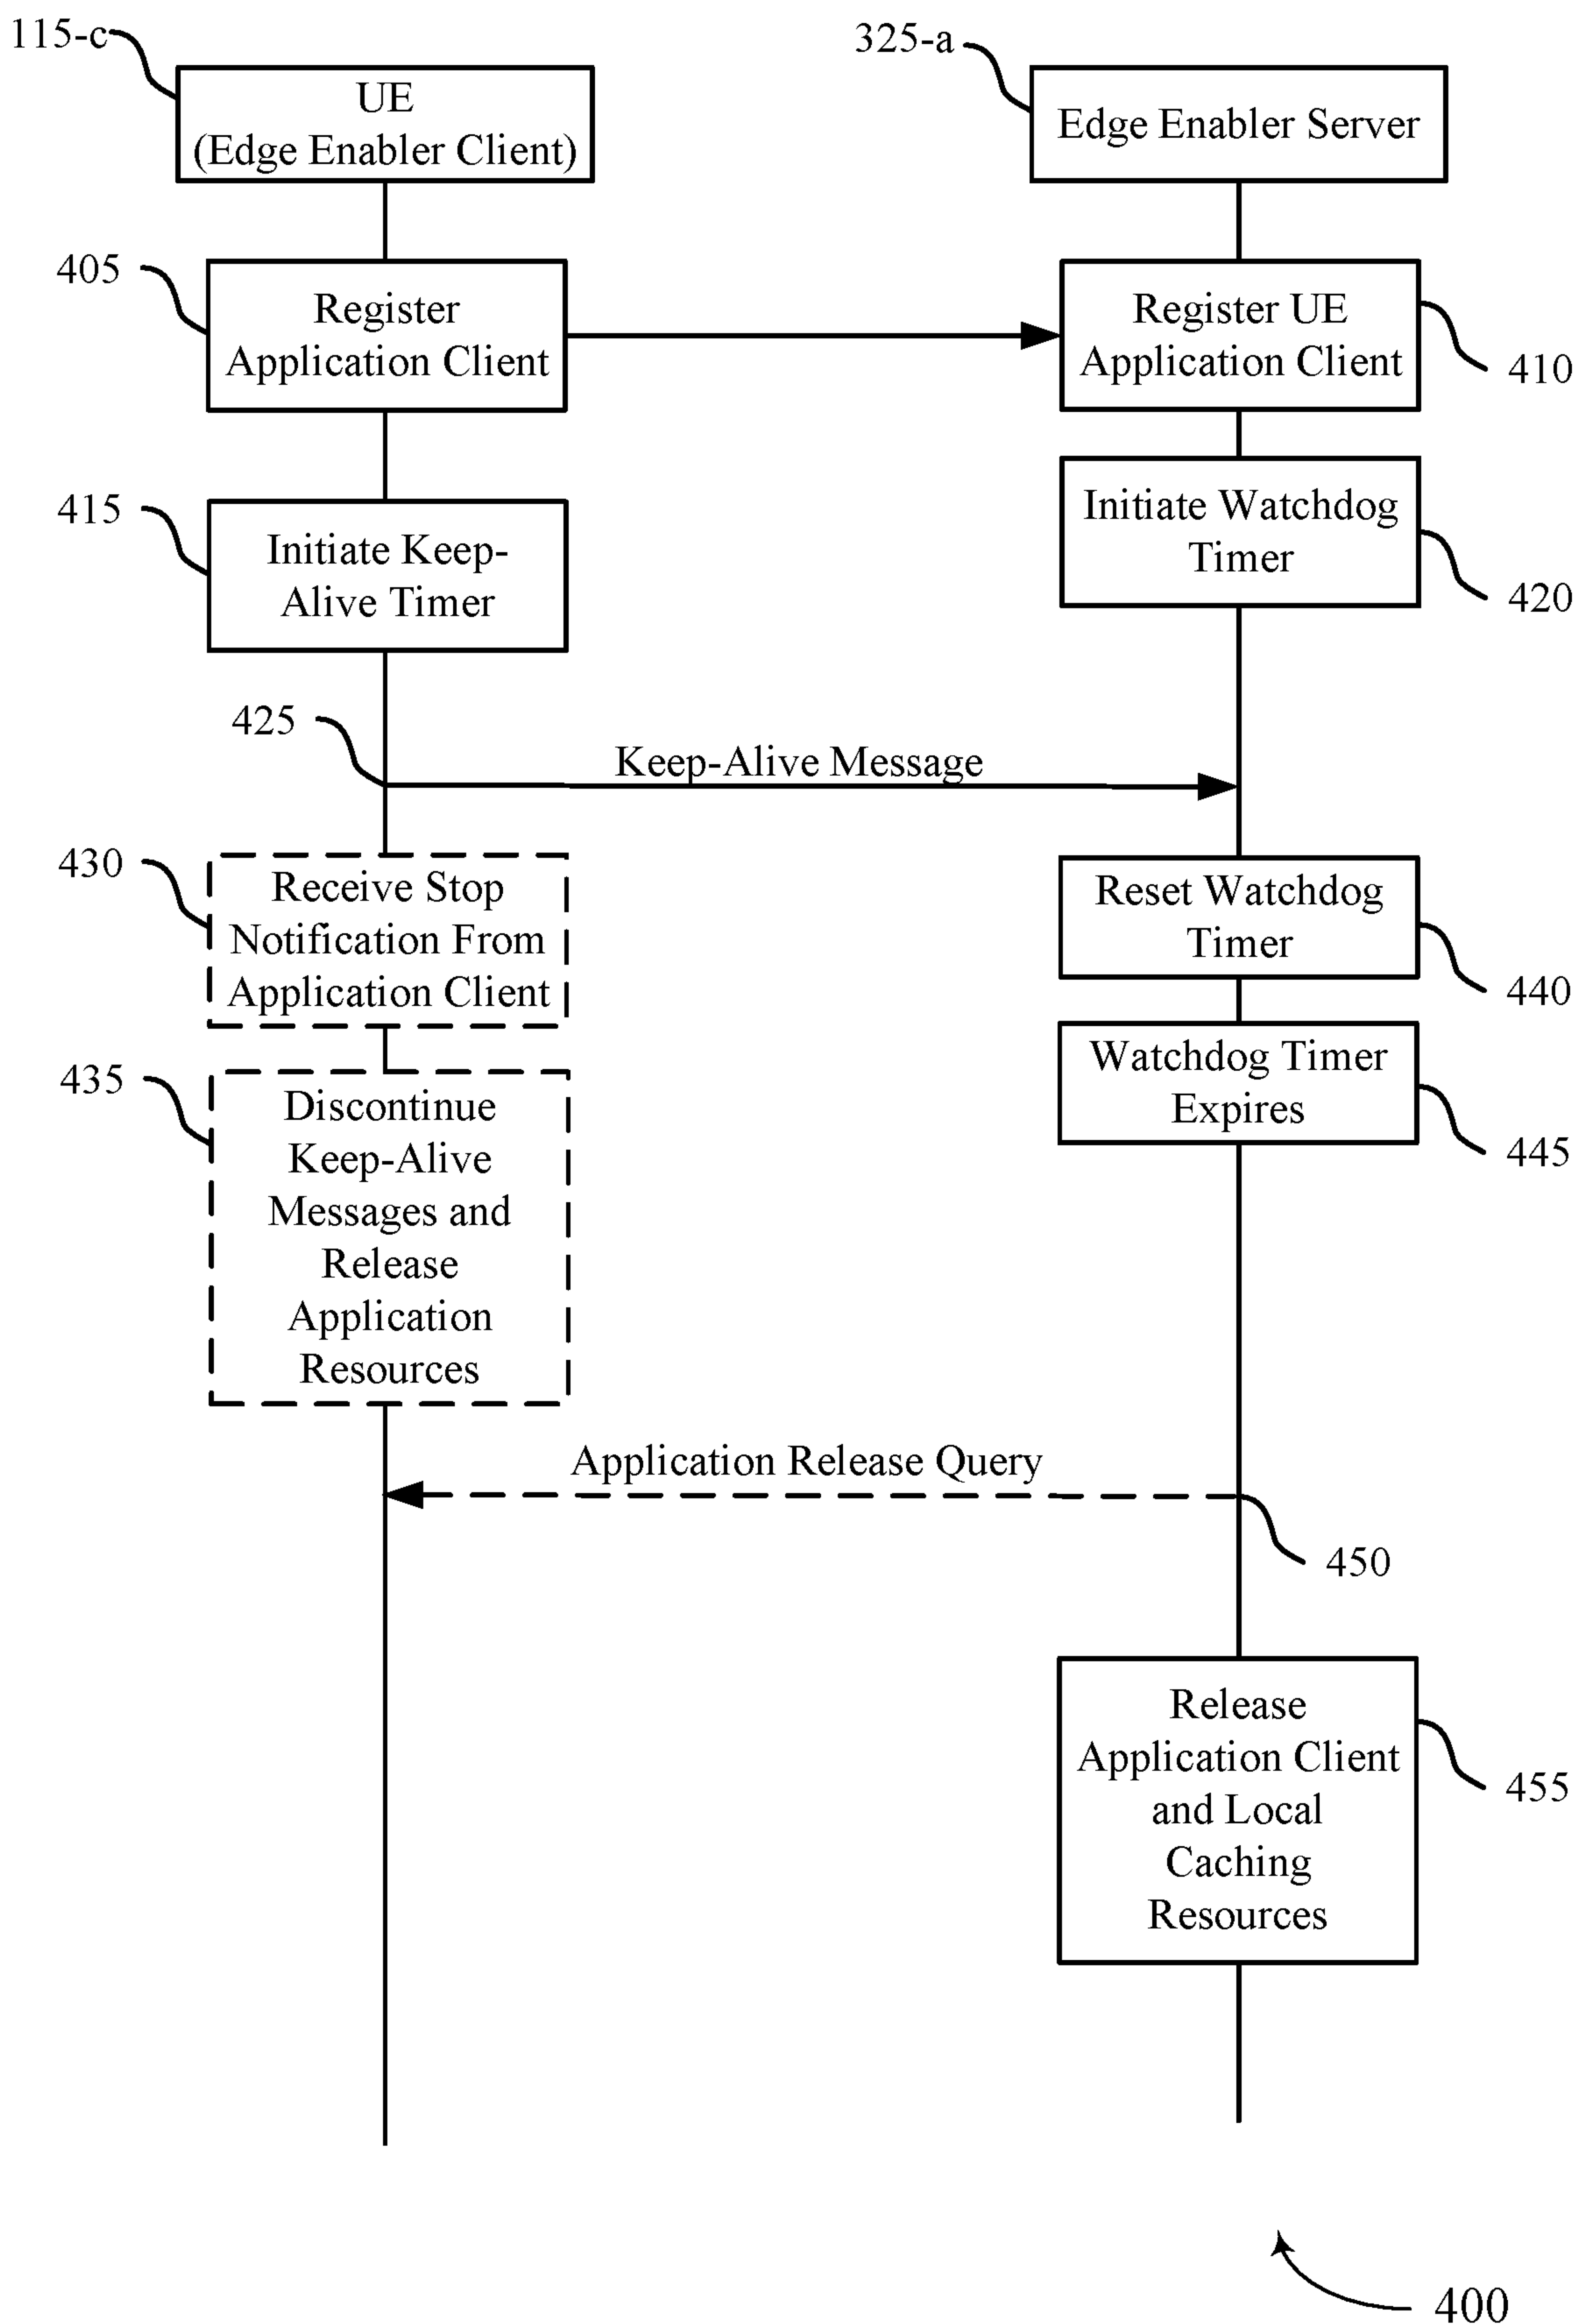 115-c
325-a
UE
(Edge Enabler Client)
Edge Enabler Server
405
Register
Application Client
Register UE
Application Client
410
415
Initiate Keep-
Alive Timer
Initiate Watchdog
Timer
420
425
Keep-Alive Message
430
Receive Stop
Notification From
Application Client
Reset Watchdog
Timer
440
435
Discontinue
Keep-Alive
Messages and
Release
Application
Resources
Watchdog Timer
Expires
445
Application Release Query
450
Release
Application Client
and Local
Caching
Resources
455
400